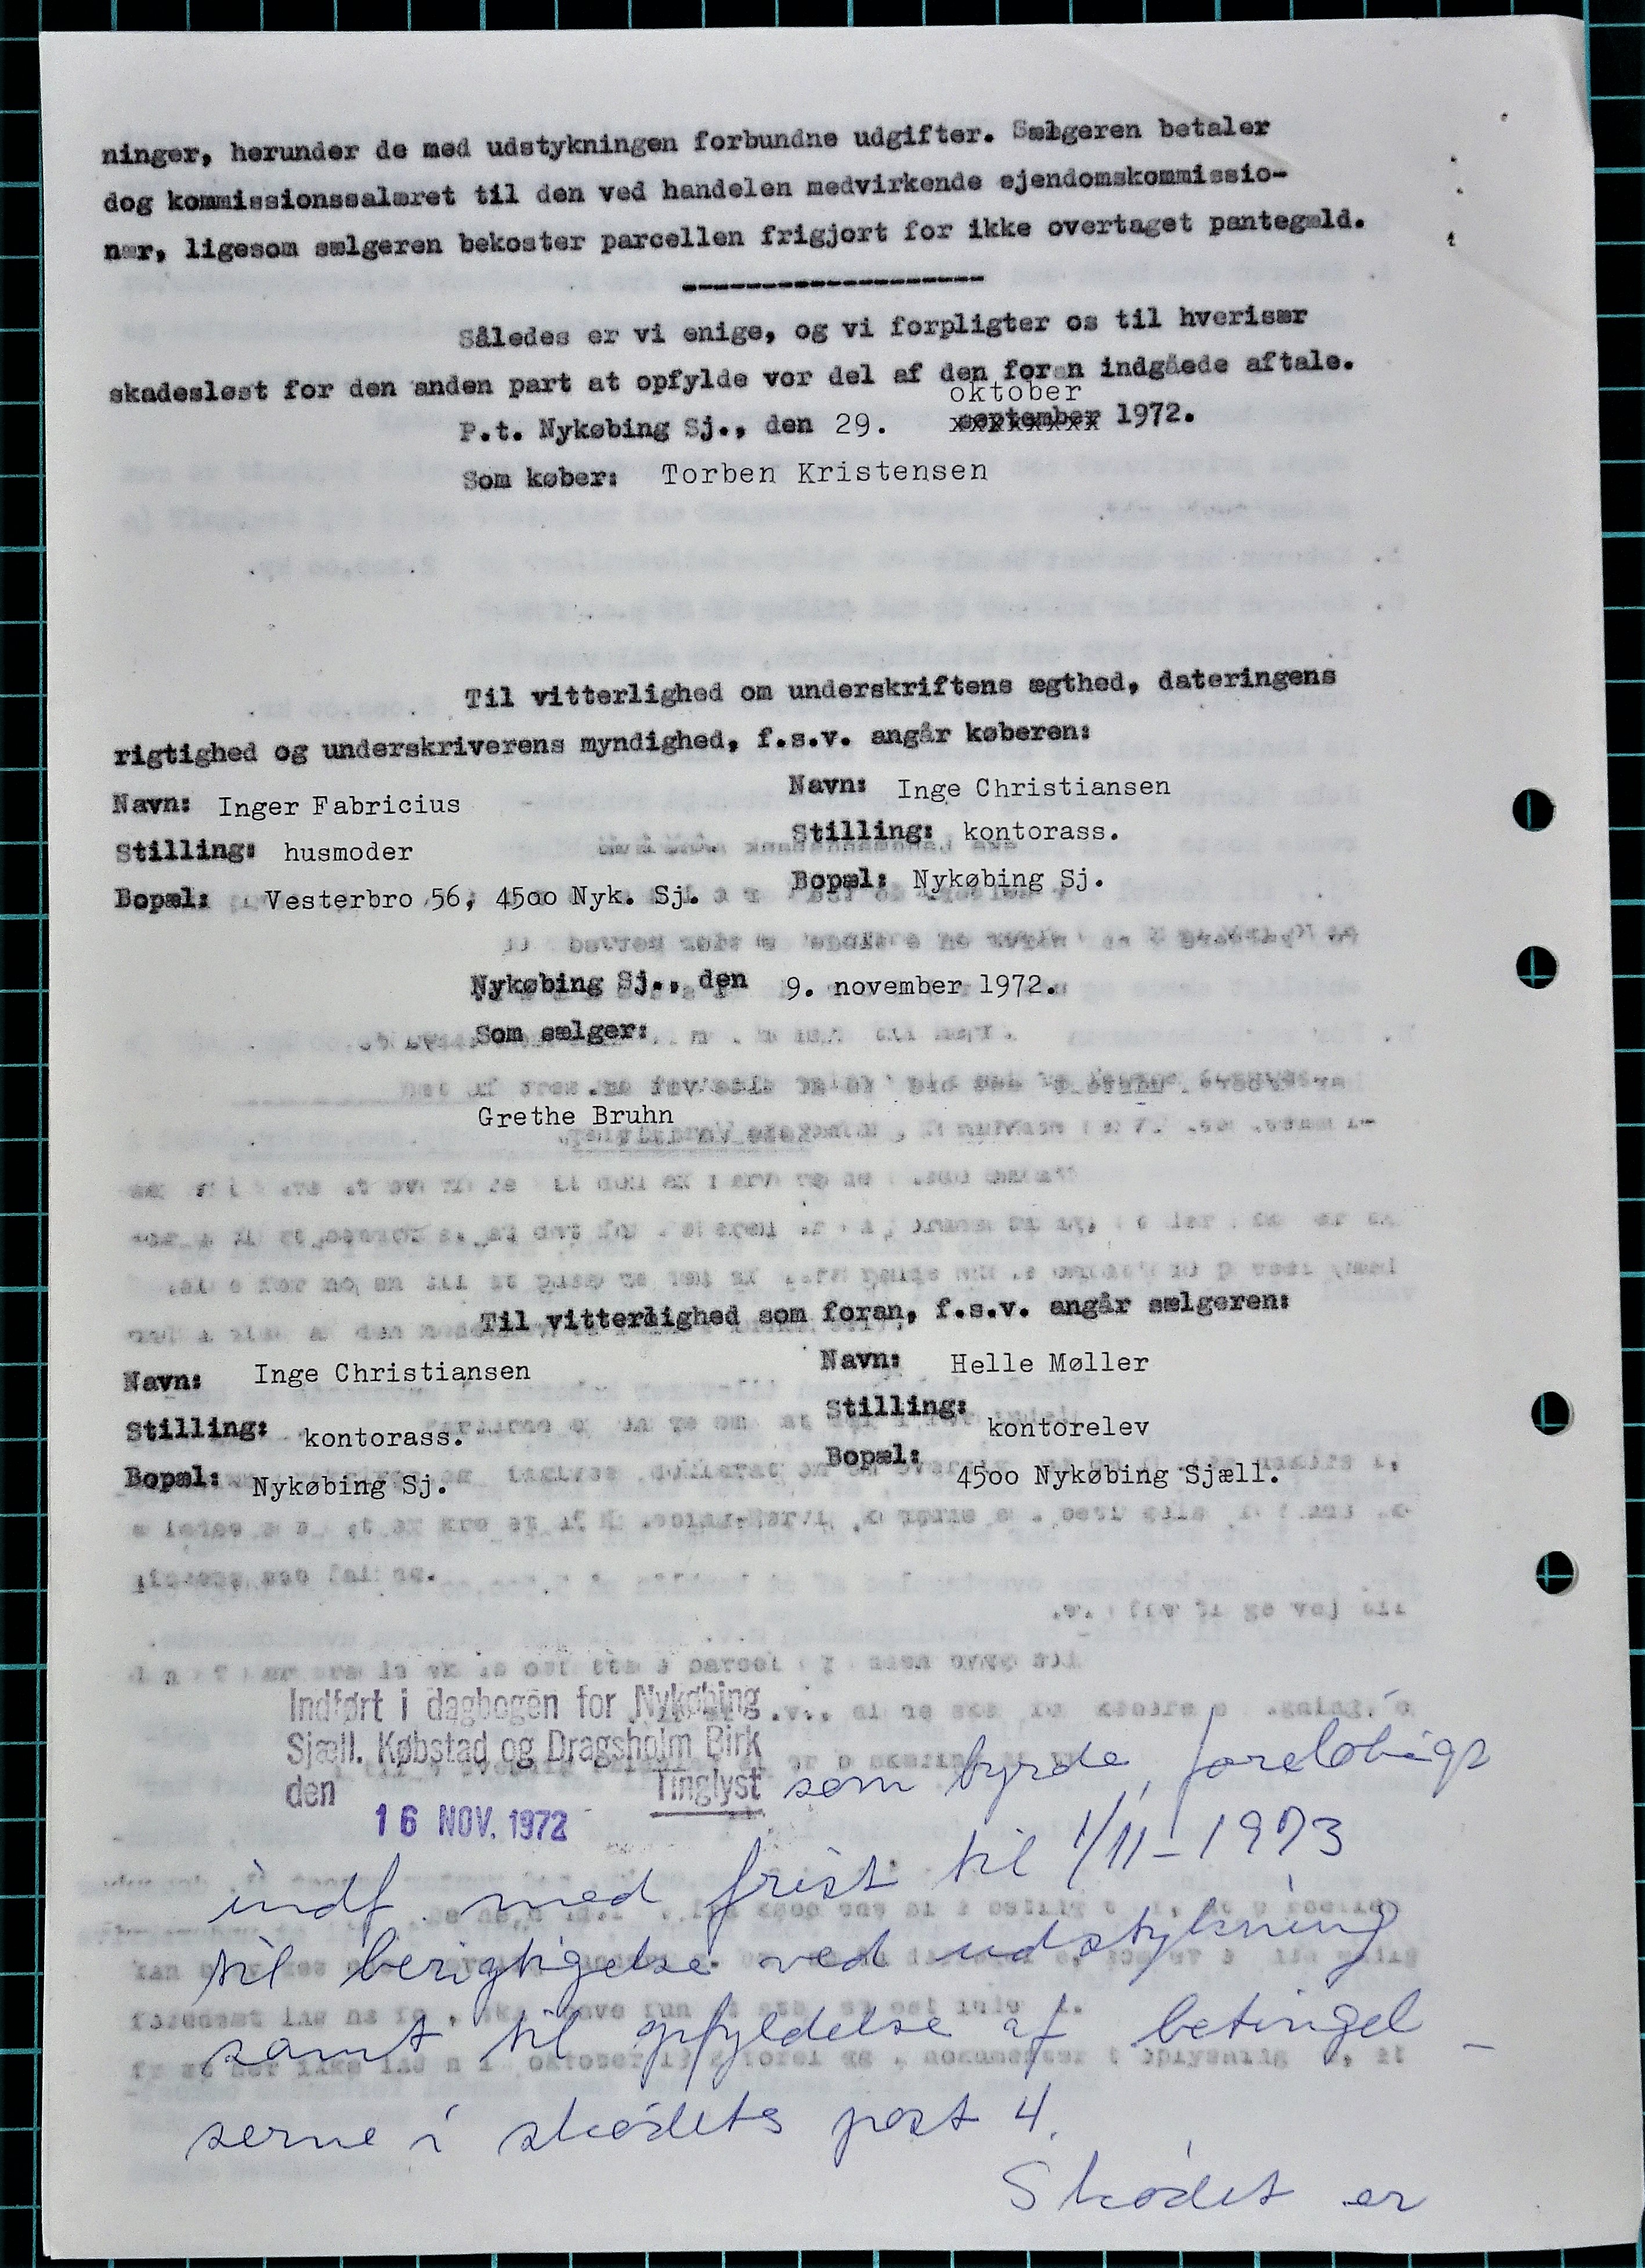 ninger, herunder de med udstykningen forbundne udgifter. Sælgeren betaler
dog kommissionssalæret til den ved handelen medvirkende ejendomskommissio-
nær, ligesom sælgeren bekoster parcellen frigjort for ikke overtaget pantegæld.
-------------------
Således er vi enige, og vi forpligter os til hverisær
skadesløst for den anden part at opfylde vor del af den foran indgåede aftale.
oktober
P.t. Nykøbing Sj., den 29. september 1972.
Som køber: Torben Kristensen
Til vitterlighed om underskriftens ægthed, dateringens
rigtighed og underskriverens myndighed, f.s.v. angår køberen:
Navn: Inger Fabricius Navn: Inge Christiansen
Stilling: husmoder Stilling: kontorass.
Bopæl: Vesterbro 56, 45oo Nyk. Sj. Bopæl: Nykøbing Sj.
Nykøbing Sj., den 9. november 1972.
Som sælger:
Grethe Bruhn
Til vitterlighed som foran, f.s.v. angår sælgeren:
Navn: Inge Christiansen Navn: Helle Møller
Stilling: kontorass. Stilling: kontorelev
Bopæl: Nykøbing Sj. Bopæl: 45oo Nykøbing Sjæll.
Indført i dagbogen for Nykøbing
Sjæll. Købstad og Dragsholm Birk
den Tinglyst som byrde, foreløbigt
16 NOV. 1972
indf. med frist til 1/11-1973
til berigtigelse ved udstykning
samt til opfyldelse af betingel-
serne i skødets post 4.
Skødet er